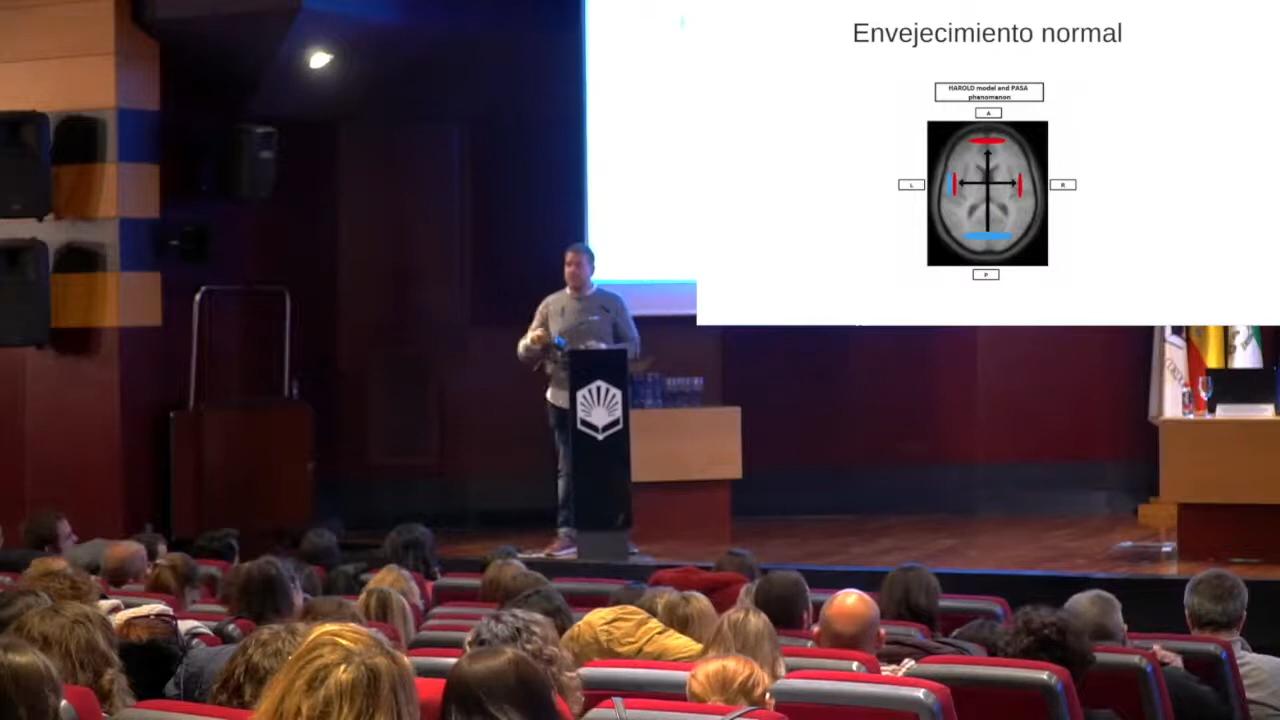 Envejecimiento normal
HAROLD model and PASA
phenomenon
A
L
R
P